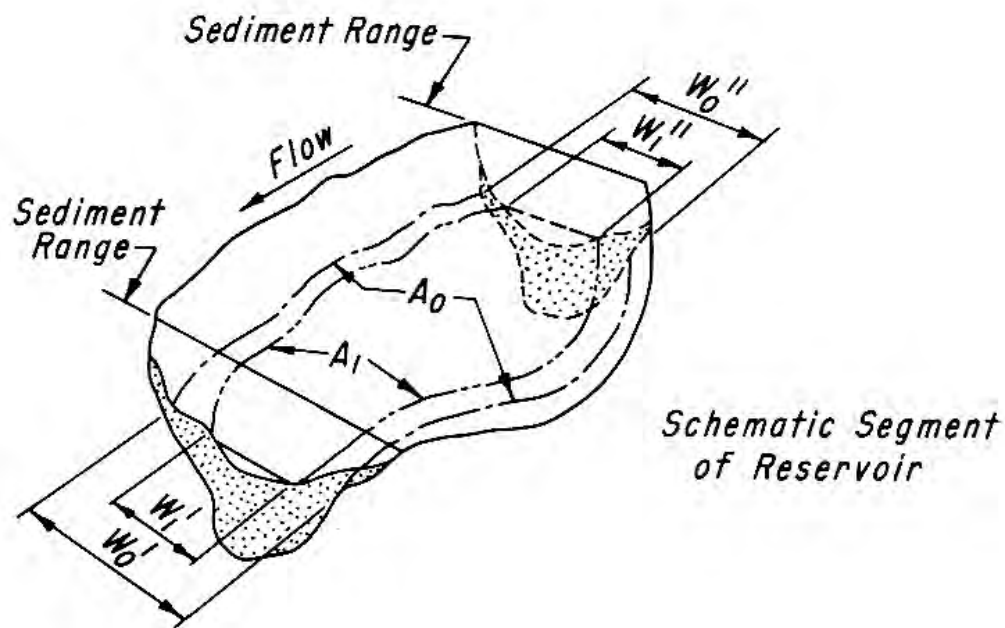 Sediment Range
W₀″
W₁″
Flow
Sediment
Range
A₀
A₁
Schematic Segment
of Reservoir
W₁′
W₀′